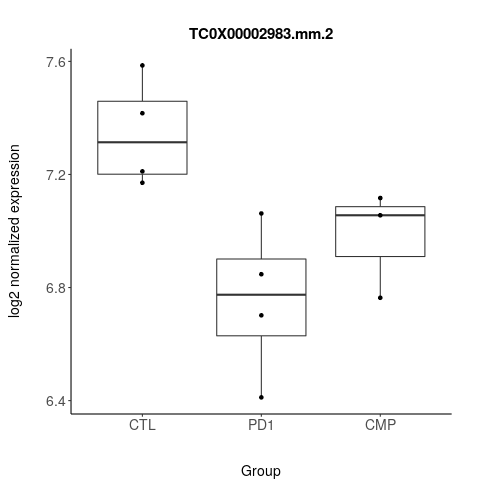 TC0X00002983.mm.2
log2 normalized expression
7.6
7.2
6.8
6.4
CTL
PD1
CMP
Group